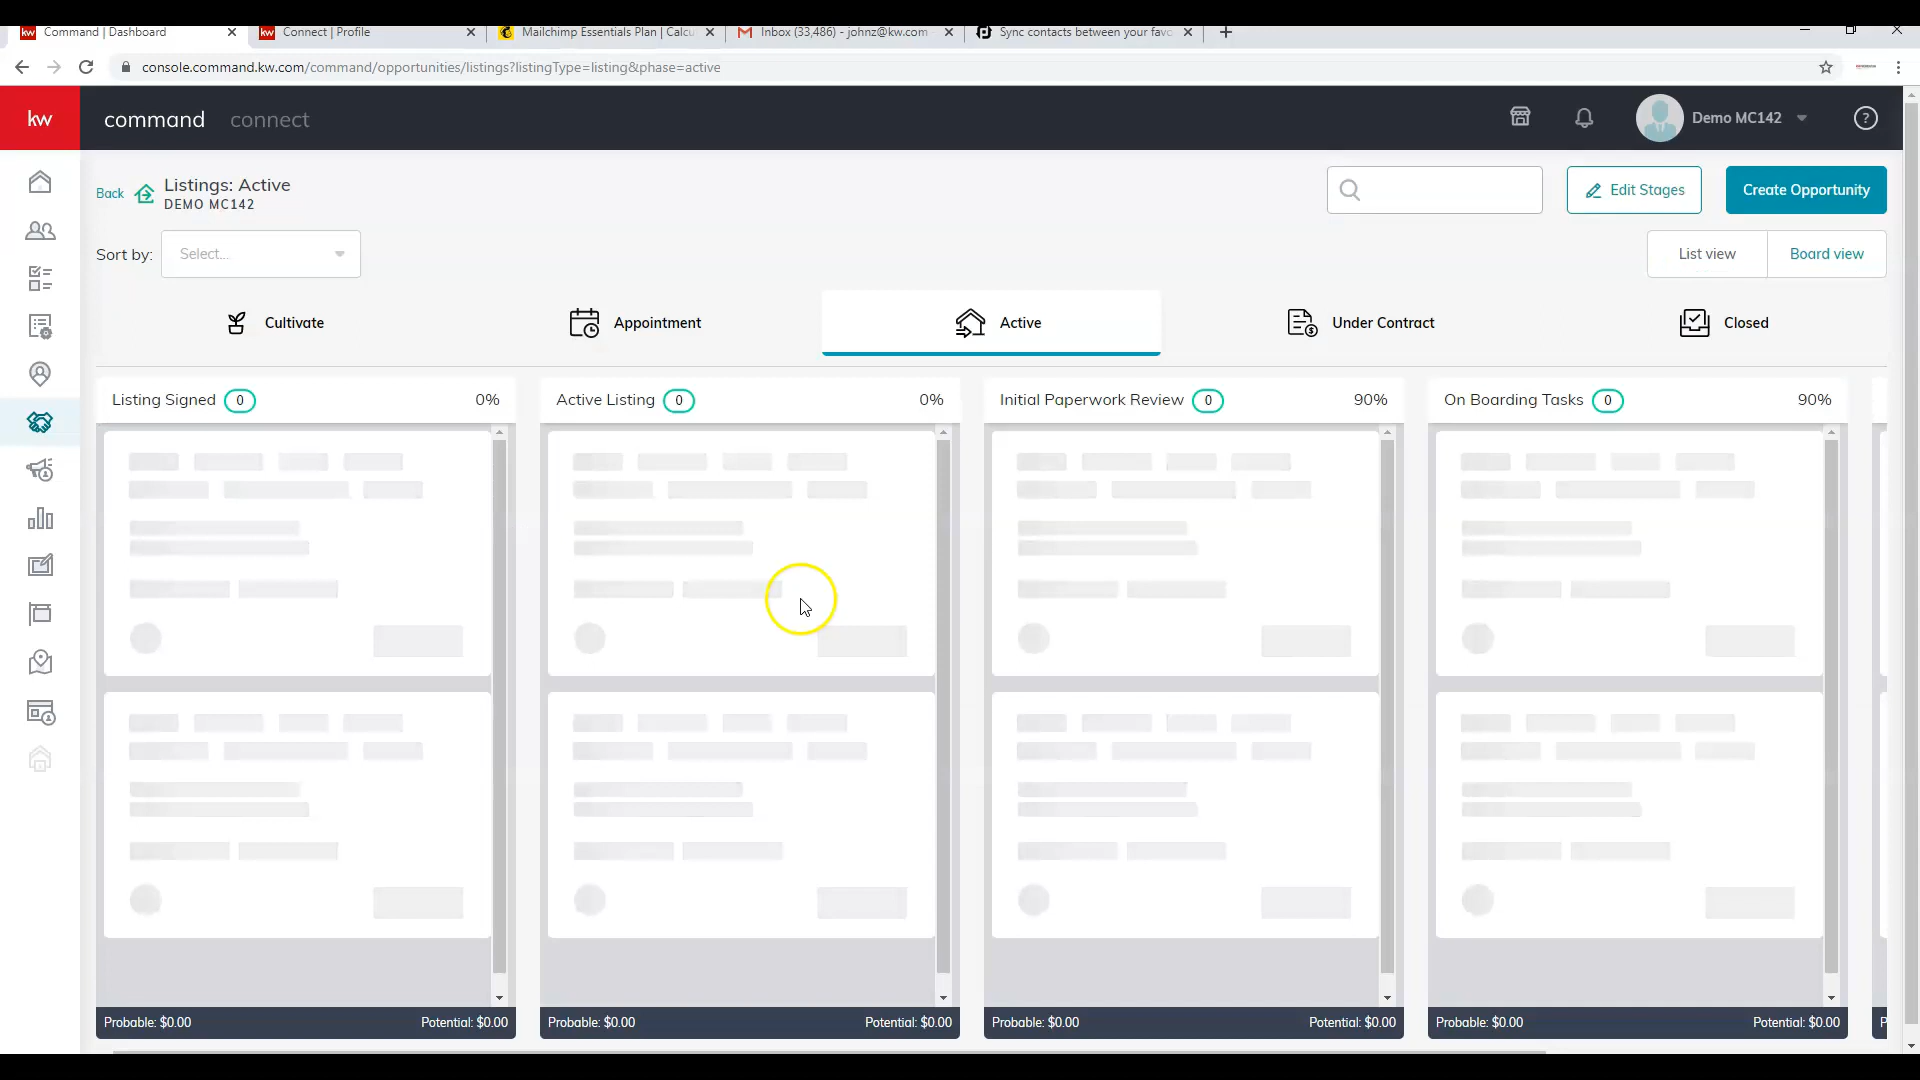 Command | Dashboard
Connect | Profile
Mailchimp Essentials Plan | Calcu
Inbox (33,486) - johnz@kw.com -
Sync contacts between your favo
console.command.kw.com/command/opportunities/listings?listingType=listing&phase=active
kw
command
connect
Demo MC142
Back
Listings: Active
DEMO MC142
Edit Stages
Create Opportunity
Sort by:
Select...
List view
Board view
Cultivate
Appointment
Active
Under Contract
Closed
Listing Signed 0 0%
Active Listing 0 0%
Initial Paperwork Review 0 90%
On Boarding Tasks 0 90%
Probable: $0.00 Potential: $0.00
Probable: $0.00 Potential: $0.00
Probable: $0.00 Potential: $0.00
Probable: $0.00 Potential: $0.00
P